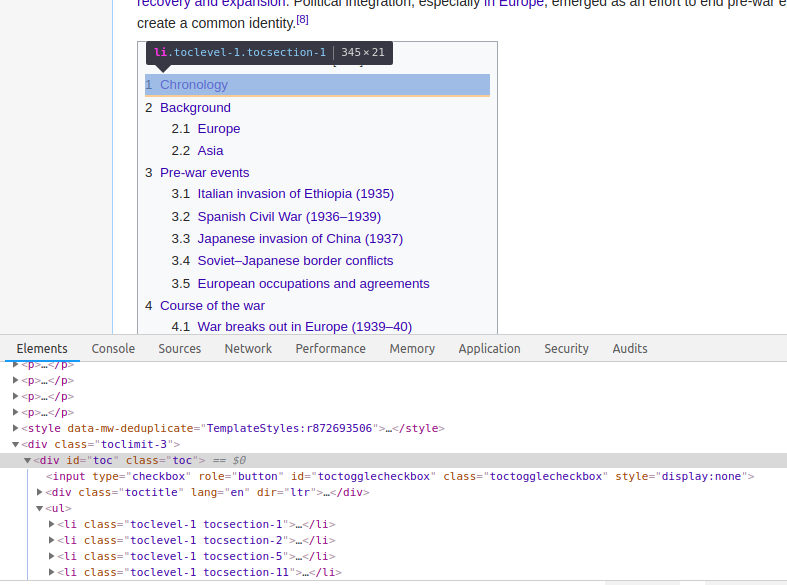 recovery and expansion. Political integration, especially in Europe, emerged as an effort to end pre-war e
create a common identity.[8]
li.toclevel-1.tocsection-1 | 345 × 21
1 Chronology
2 Background
2.1 Europe
2.2 Asia
3 Pre-war events
3.1 Italian invasion of Ethiopia (1935)
3.2 Spanish Civil War (1936–1939)
3.3 Japanese invasion of China (1937)
3.4 Soviet–Japanese border conflicts
3.5 European occupations and agreements
4 Course of the war
4.1 War breaks out in Europe (1939–40)
Elements Console Sources Network Performance Memory Application Security Audits
<p>…</p>
<p>…</p>
<p>…</p>
<p>…</p>
<style data-mw-deduplicate="TemplateStyles:r872693506">…</style>
<div class="toclimit-3">
<div id="toc" class="toc"> == $0
<input type="checkbox" role="button" id="toctogglecheckbox" class="toctogglecheckbox" style="display:none">
<div class="toctitle" lang="en" dir="ltr">…</div>
<ul>
<li class="toclevel-1 tocsection-1">…</li>
<li class="toclevel-1 tocsection-2">…</li>
<li class="toclevel-1 tocsection-5">…</li>
<li class="toclevel-1 tocsection-11">…</li>